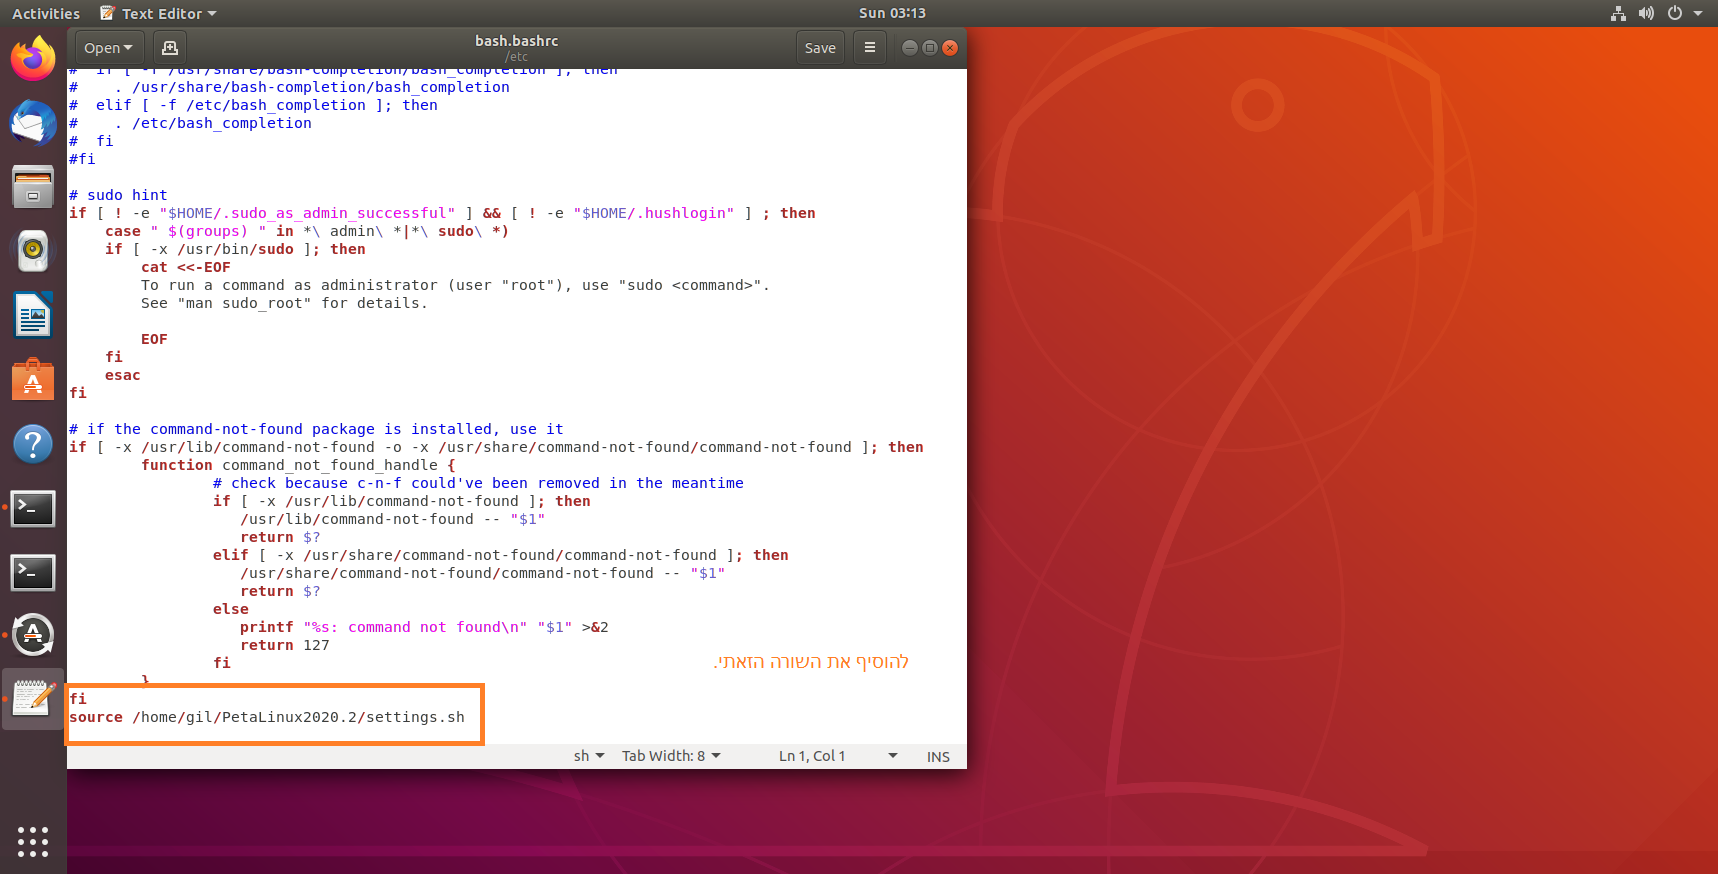 Activities Text Editor Sun 03:13
Open bash.bashrc Save
/etc
#  if [ -f /usr/share/bash-completion/bash_completion ]; then
#    . /usr/share/bash-completion/bash_completion
#  elif [ -f /etc/bash_completion ]; then
#    . /etc/bash_completion
#  fi
#fi
# sudo hint
if [ ! -e "$HOME/.sudo_as_admin_successful" ] && [ ! -e "$HOME/.hushlogin" ] ; then
    case " $(groups) " in *\ admin\ *|*\ sudo\ *)
    if [ -x /usr/bin/sudo ]; then
        cat <<-EOF
        To run a command as administrator (user "root"), use "sudo <command>".
        See "man sudo_root" for details.
        EOF
    fi
    esac
fi
# if the command-not-found package is installed, use it
if [ -x /usr/lib/command-not-found -o -x /usr/share/command-not-found/command-not-found ]; then
        function command_not_found_handle {
                # check because c-n-f could've been removed in the meantime
                if [ -x /usr/lib/command-not-found ]; then
                   /usr/lib/command-not-found -- "$1"
                   return $?
                elif [ -x /usr/share/command-not-found/command-not-found ]; then
                   /usr/share/command-not-found/command-not-found -- "$1"
                   return $?
                else
                   printf "%s: command not found\n" "$1" >&2
                   return 127
                fi
להוסיף את השורה הזאתי.
        }
fi
source /home/gil/PetaLinux2020.2/settings.sh
sh Tab Width: 8 Ln 1, Col 1 INS